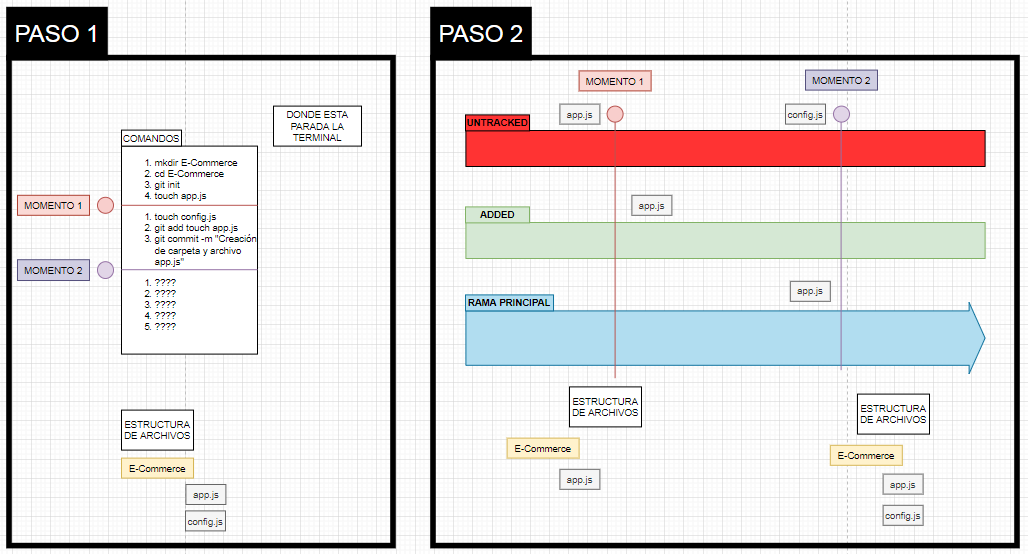 PASO 1
DONDE ESTA
PARADA LA
TERMINAL
COMANDOS
1. mkdir E-Commerce
2. cd E-Commerce
3. git init
4. touch app.js
MOMENTO 1
1. touch config.js
2. git add touch app.js
3. git commit -m "Creación
de carpeta y archivo
app.js"
MOMENTO 2
1. ????
2. ????
3. ????
4. ????
5. ????
ESTRUCTURA
DE ARCHIVOS
E-Commerce
app.js
config.js
PASO 2
MOMENTO 1
MOMENTO 2
app.js
config.js
UNTRACKED
app.js
ADDED
app.js
RAMA PRINCIPAL
ESTRUCTURA
DE ARCHIVOS
E-Commerce
app.js
ESTRUCTURA
DE ARCHIVOS
E-Commerce
app.js
config.js